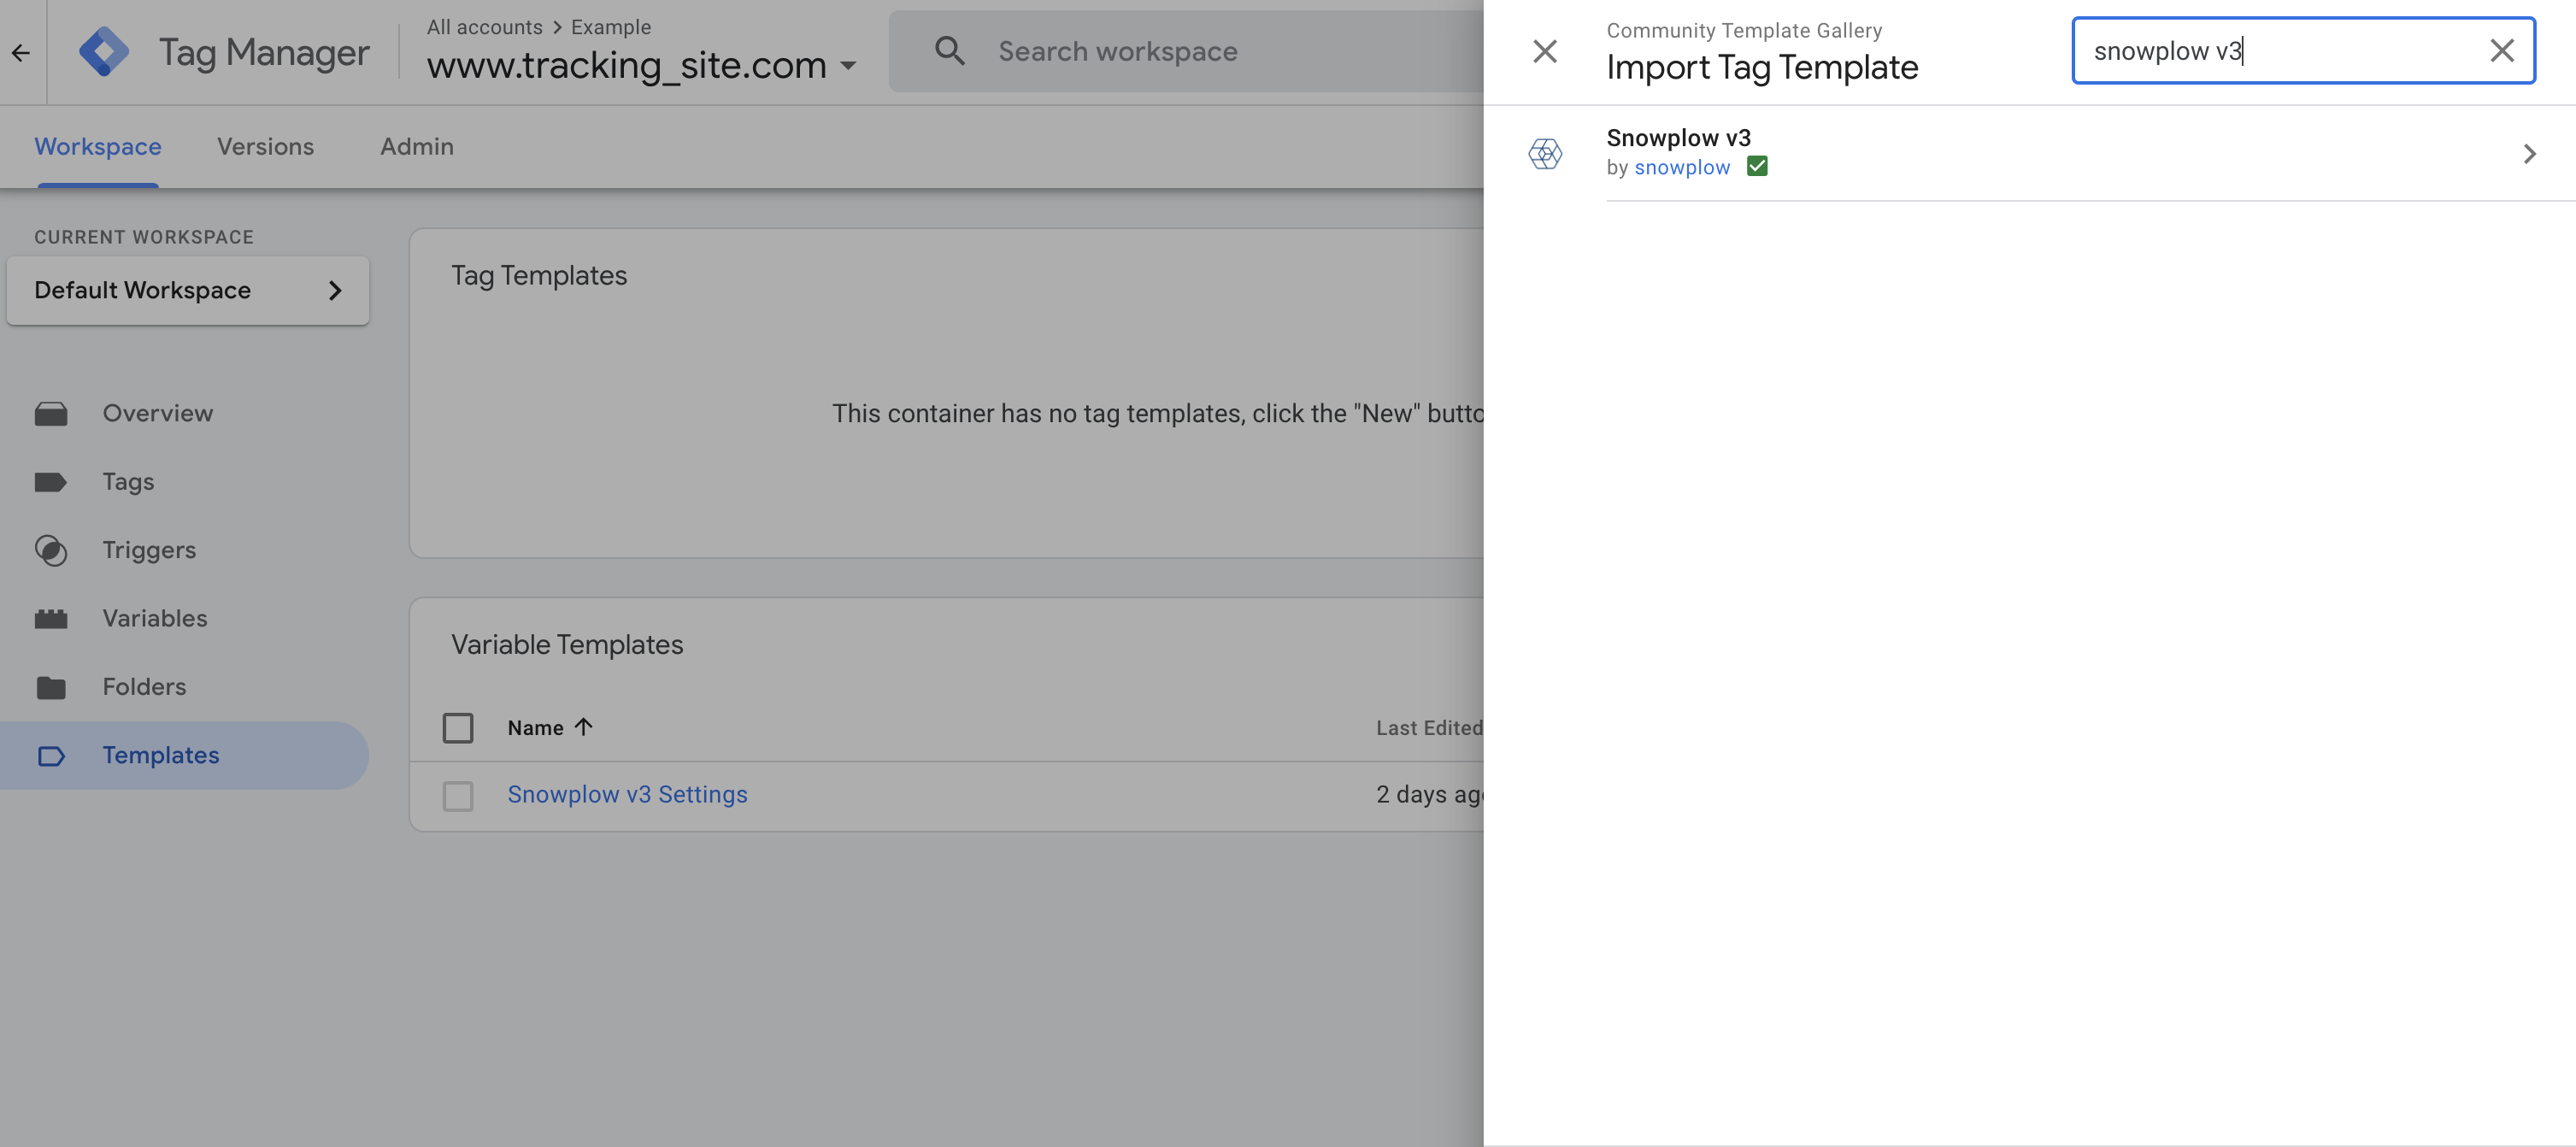 Tag Manager
All accounts > Example
www.tracking_site.com
Search workspace
Community Template Gallery
Import Tag Template
snowplow v3
Workspace
Versions
Admin
Snowplow v3
by snowplow
CURRENT WORKSPACE
Default Workspace
Overview
Tags
Triggers
Variables
Folders
Templates
Tag Templates
This container has no tag templates, click the "New" butto
Variable Templates
Name
Last Edited
Snowplow v3 Settings
2 days ag